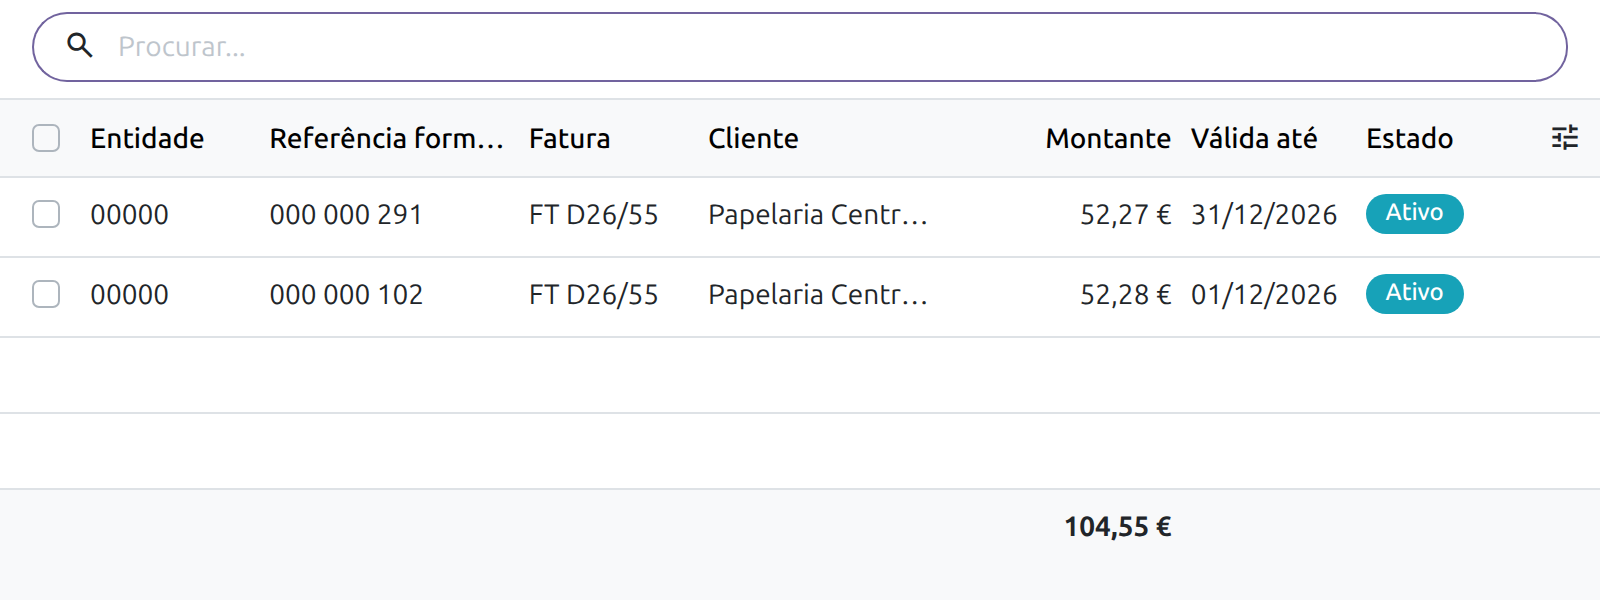 Procurar...
Entidade Referência form... Fatura Cliente Montante Válida até Estado
00000 000 000 291 FT D26/55 Papelaria Centr... 52,27 € 31/12/2026 Ativo
00000 000 000 102 FT D26/55 Papelaria Centr... 52,28 € 01/12/2026 Ativo
104,55 €